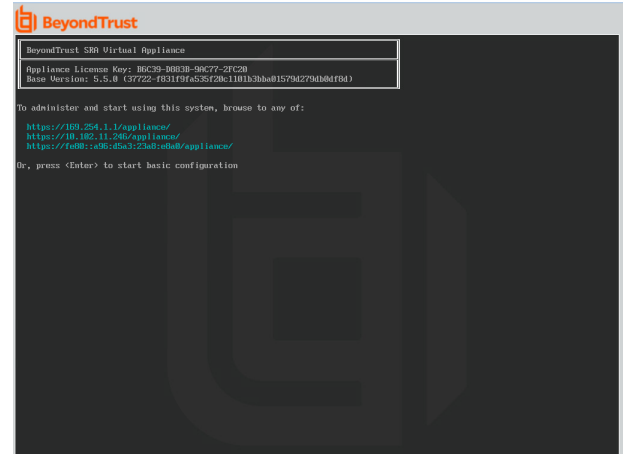 BeyondTrust
BeyondTrust SRA Virtual Appliance
Appliance License Key: B6C39-D883B-9AC77-2FC20
Base Version: 5.5.0 (37722-f831f9fa535f20c1101b3bba01579d279db0df8d)
To administer and start using this system, browse to any of:
https://169.254.1.1/appliance/
https://10.102.11.246/appliance/
https://fe80::a96:d5a3:23a8:e0a0/appliance/
Or, press <Enter> to start basic configuration